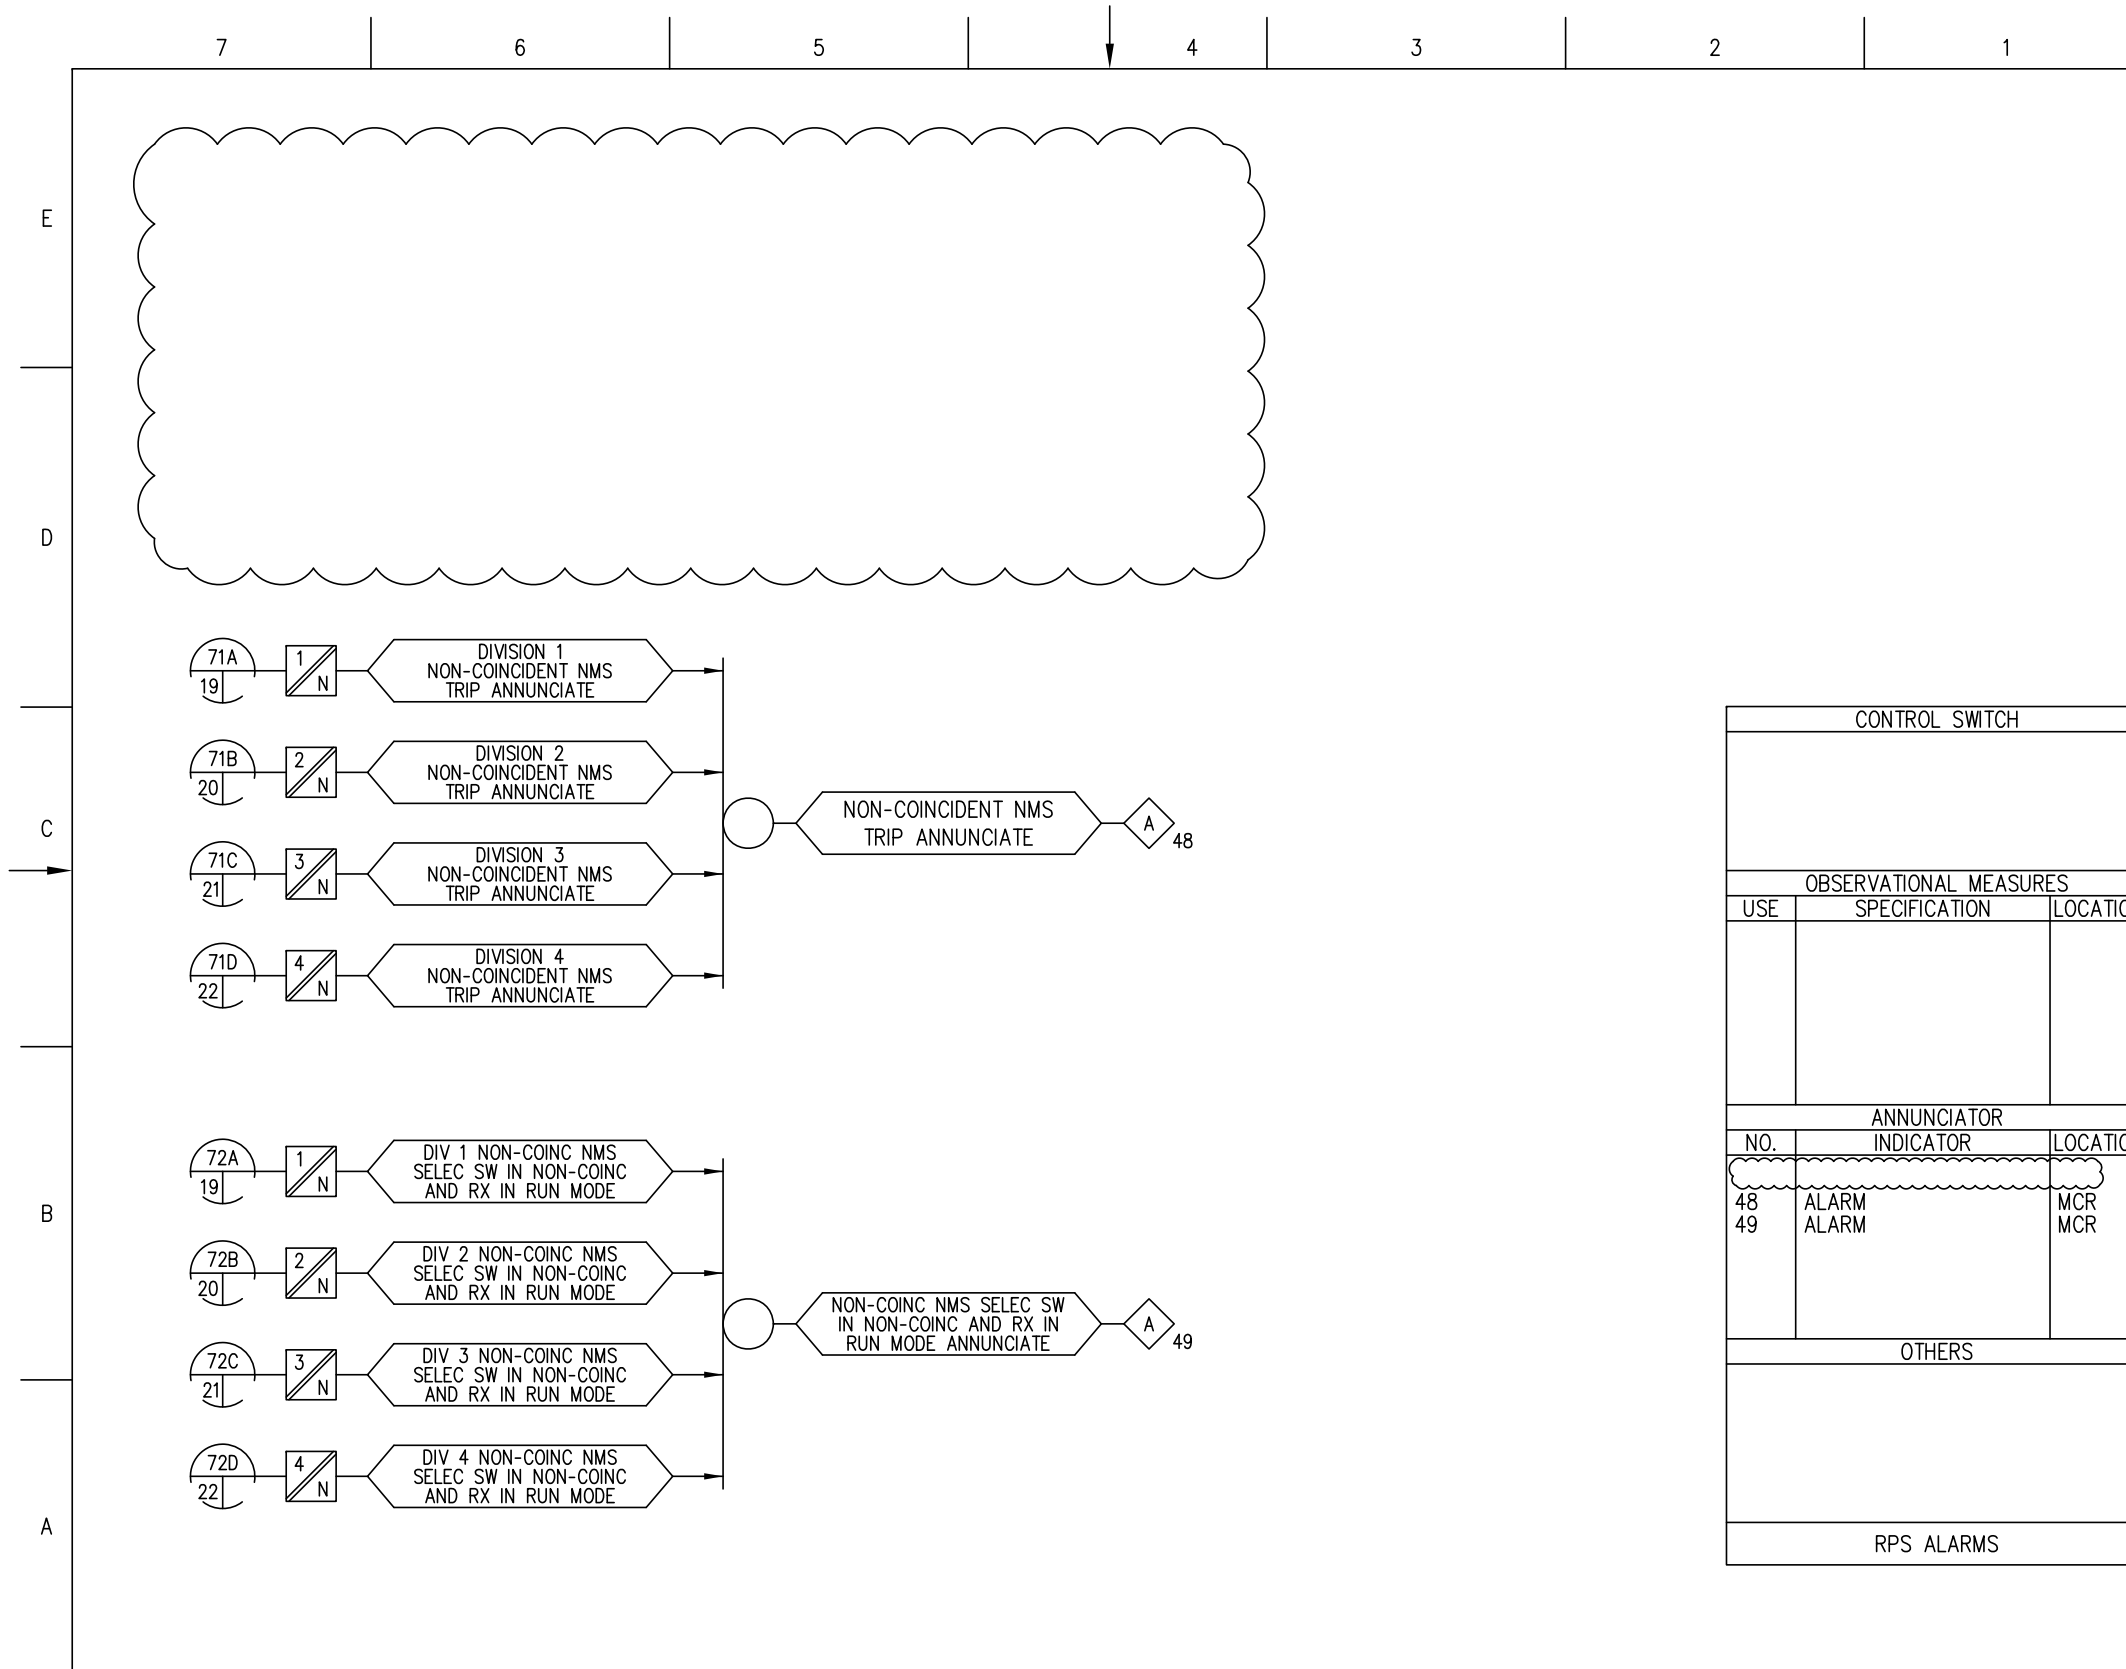 7 6 5 4 3 2 1
E
D
C
B
A
71A
19
1
N
DIVISION 1
NON-COINCIDENT NMS
TRIP ANNUNCIATE
71B
20
2
N
DIVISION 2
NON-COINCIDENT NMS
TRIP ANNUNCIATE
71C
21
3
N
DIVISION 3
NON-COINCIDENT NMS
TRIP ANNUNCIATE
71D
22
4
N
DIVISION 4
NON-COINCIDENT NMS
TRIP ANNUNCIATE
NON-COINCIDENT NMS
TRIP ANNUNCIATE
A
48
72A
19
1
N
DIV 1 NON-COINC NMS
SELEC SW IN NON-COINC
AND RX IN RUN MODE
72B
20
2
N
DIV 2 NON-COINC NMS
SELEC SW IN NON-COINC
AND RX IN RUN MODE
72C
21
3
N
DIV 3 NON-COINC NMS
SELEC SW IN NON-COINC
AND RX IN RUN MODE
72D
22
4
N
DIV 4 NON-COINC NMS
SELEC SW IN NON-COINC
AND RX IN RUN MODE
NON-COINC NMS SELEC SW
IN NON-COINC AND RX IN
RUN MODE ANNUNCIATE
A
49
CONTROL SWITCH
OBSERVATIONAL MEASURES
USE SPECIFICATION
ANNUNCIATOR
NO. INDICATOR
48 ALARM MCR
49 ALARM MCR
OTHERS
RPS ALARMS